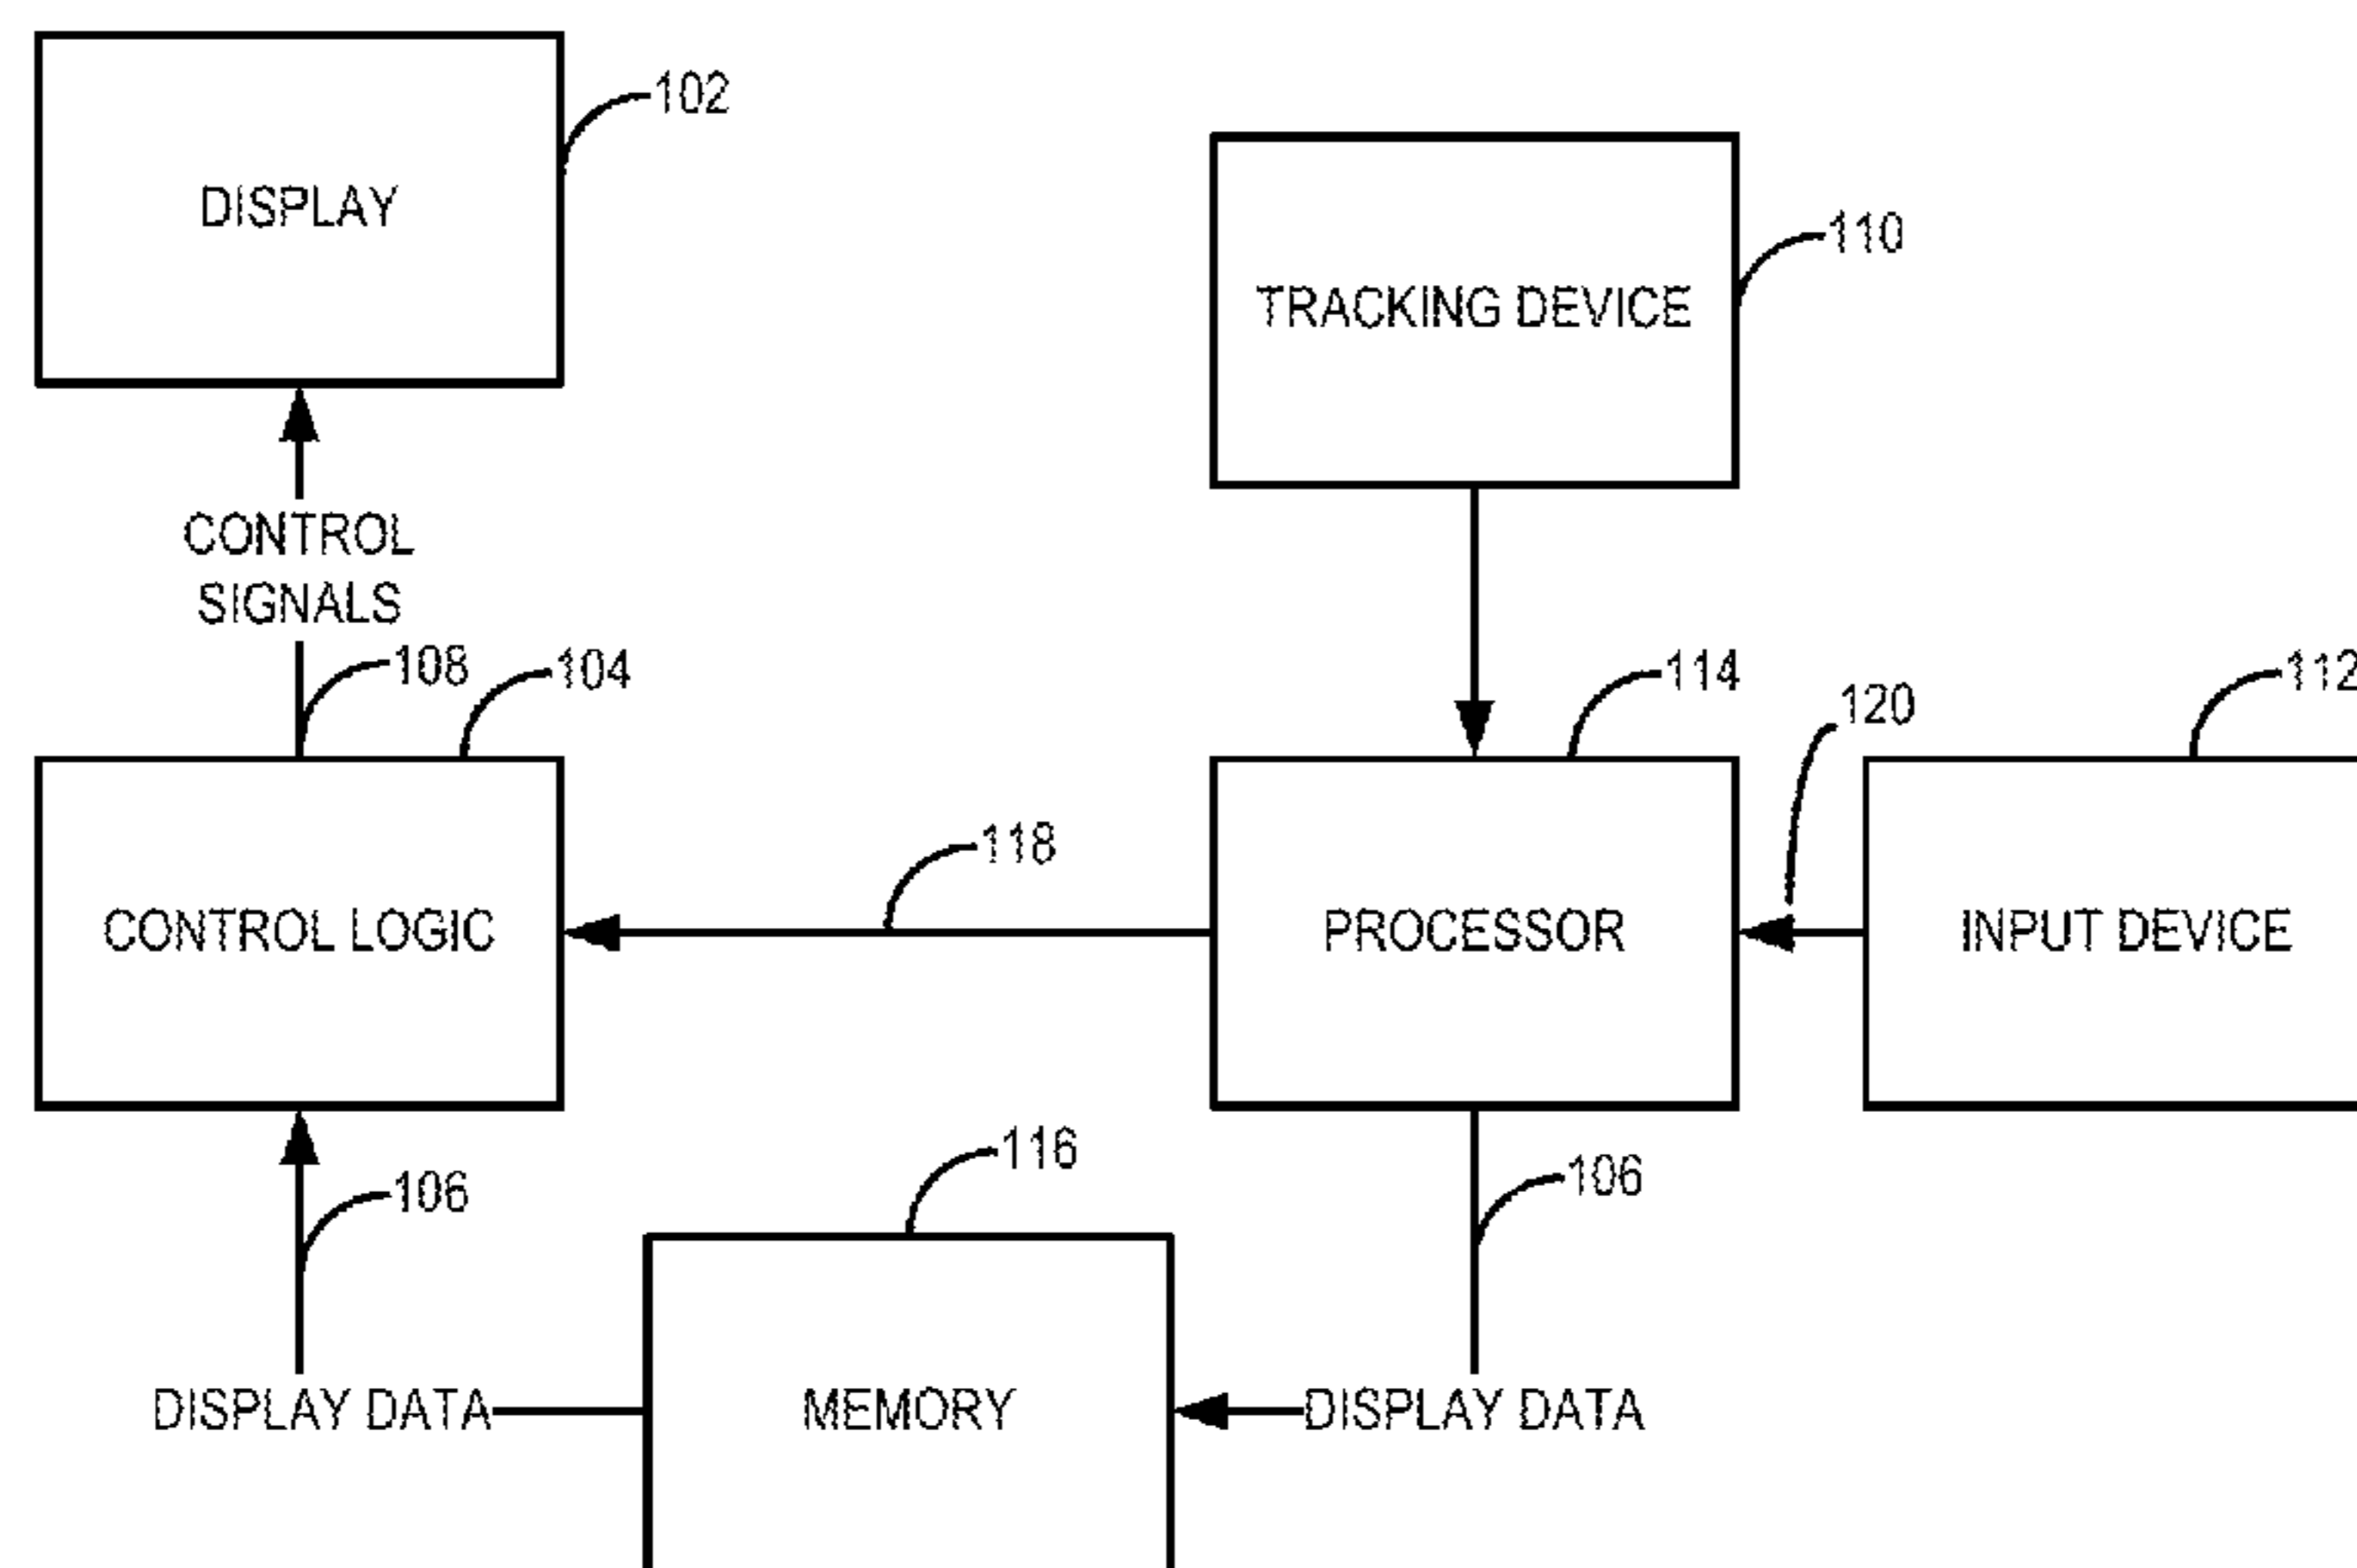 102
DISPLAY
110
TRACKING DEVICE
CONTROL
SIGNALS
108
104
114
120
112
118
CONTROL LOGIC
PROCESSOR
INPUT DEVICE
116
106
106
DISPLAY DATA
MEMORY
DISPLAY DATA